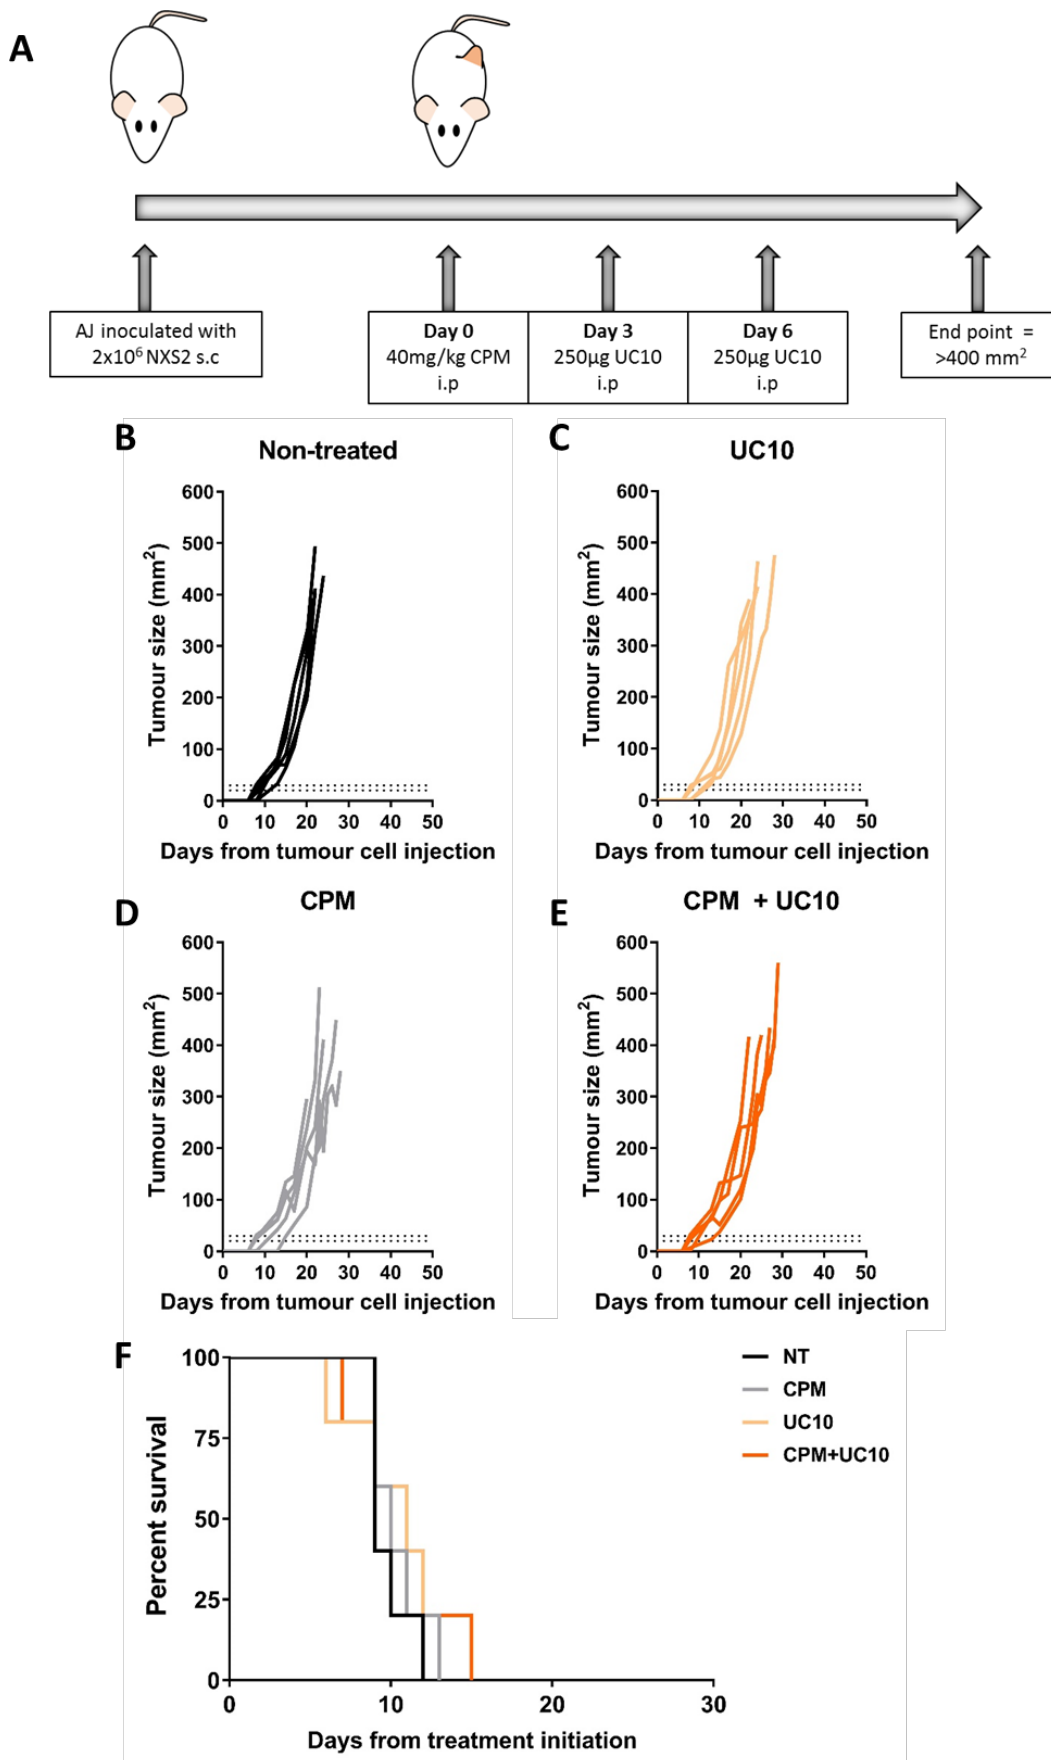 A
AJ inoculated with
2x10⁶ NXS2 s.c
Day 0
40mg/kg CPM
i.p
Day 3
250µg UC10
i.p
Day 6
250µg UC10
i.p
End point =
>400 mm²
B
Non-treated
Tumour size (mm²)
600
500
400
300
200
100
0
0 10 20 30 40 50
Days from tumour cell injection
C
UC10
Tumour size (mm²)
600
500
400
300
200
100
0
0 10 20 30 40 50
Days from tumour cell injection
D
CPM
Tumour size (mm²)
600
500
400
300
200
100
0
0 10 20 30 40 50
Days from tumour cell injection
E
CPM + UC10
Tumour size (mm²)
600
500
400
300
200
100
0
0 10 20 30 40 50
Days from tumour cell injection
F
Percent survival
100
75
50
25
0
0 10 20 30
Days from treatment initiation
NT
CPM
UC10
CPM+UC10